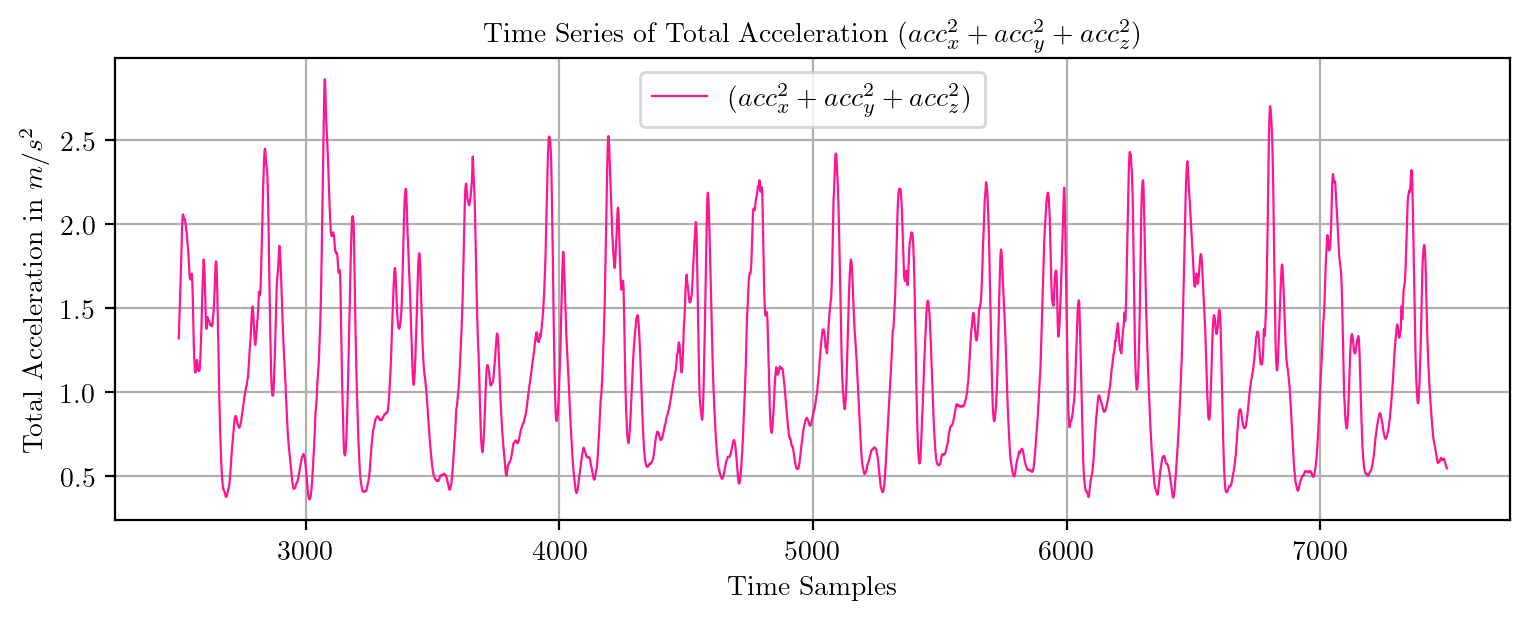 Time Series of Total Acceleration $(acc_x^2 + acc_y^2 + acc_z^2)$
$(acc_x^2 + acc_y^2 + acc_z^2)$
Total Acceleration in $m/s^2$
2.5
2.0
1.5
1.0
0.5
3000 4000 5000 6000 7000
Time Samples